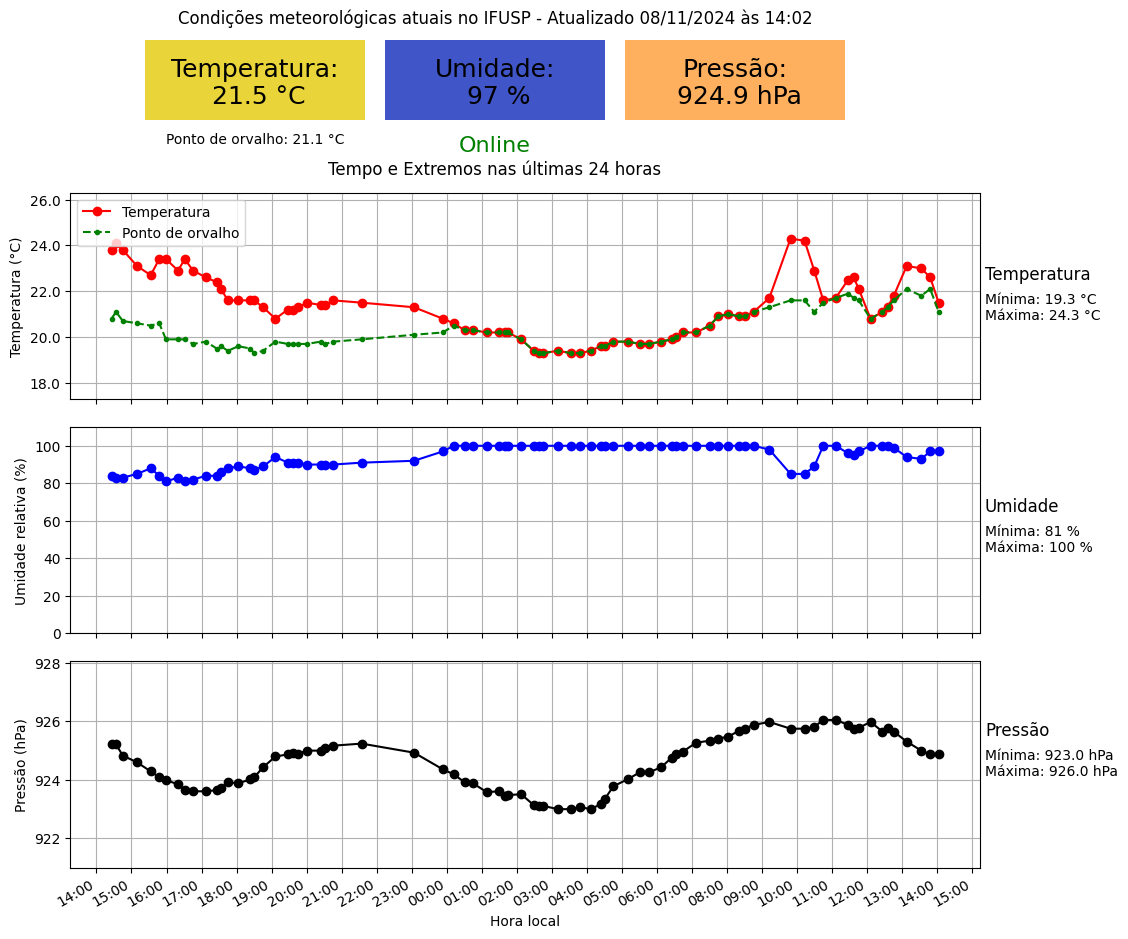 Condições meteorológicas atuais no IFUSP - Atualizado 08/11/2024 às 14:02
Temperatura:
21.5 °C
Umidade:
97 %
Pressão:
924.9 hPa
Ponto de orvalho: 21.1 °C
Online
Tempo e Extremos nas últimas 24 horas
Temperatura (°C)
26.0
24.0
22.0
20.0
18.0
Temperatura
Ponto de orvalho
Temperatura
Mínima: 19.3 °C
Máxima: 24.3 °C
Umidade relativa (%)
100
80
60
40
20
0
Umidade
Mínima: 81 %
Máxima: 100 %
Pressão (hPa)
928
926
924
922
Pressão
Mínima: 923.0 hPa
Máxima: 926.0 hPa
14:00 15:00 16:00 17:00 18:00 19:00 20:00 21:00 22:00 23:00 00:00 01:00 02:00 03:00 04:00 05:00 06:00 07:00 08:00 09:00 10:00 11:00 12:00 13:00 14:00 15:00
Hora local